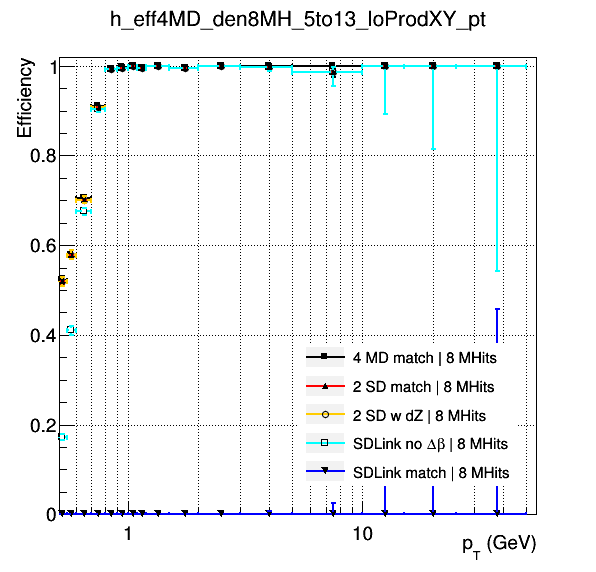 h_eff4MD_den8MH_5to13_loProdXY_pt
Efficiency
1
0.8
0.6
0.4
0.2
0
4 MD match | 8 MHits
2 SD match | 8 MHits
2 SD w dZ | 8 MHits
SDLink no Δβ | 8 MHits
SDLink match | 8 MHits
1
10
p_T (GeV)